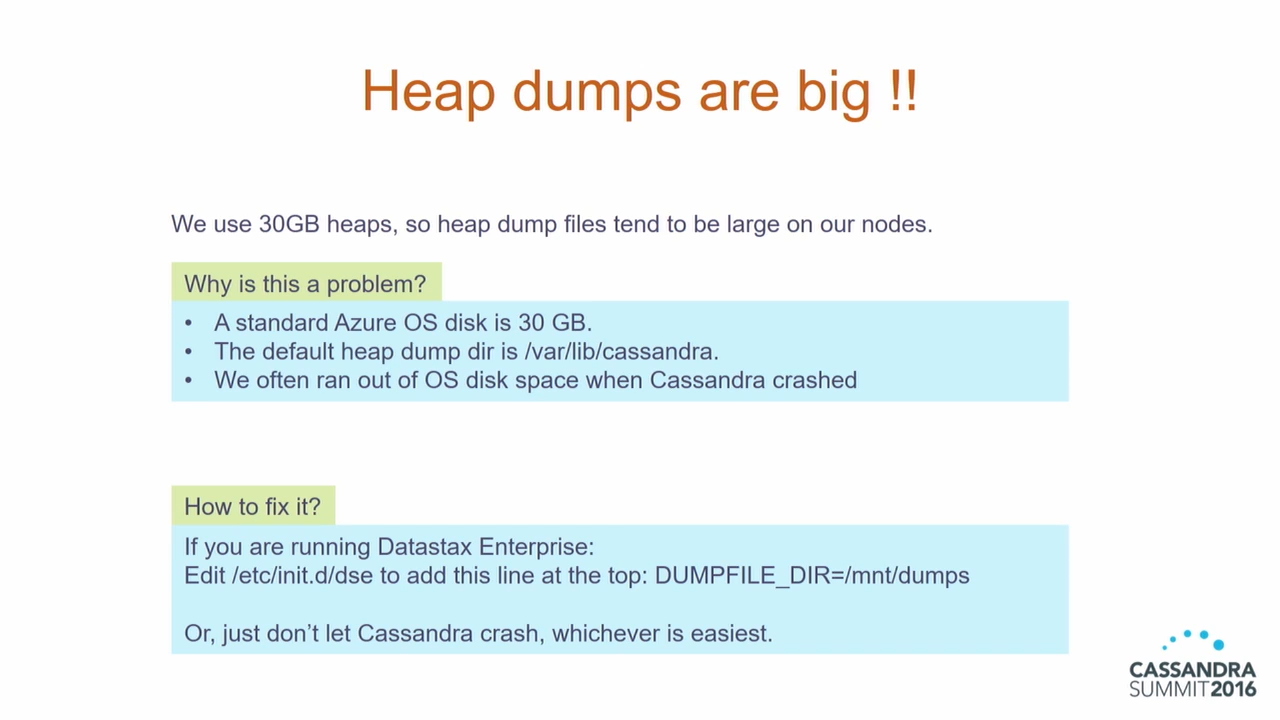 Heap dumps are big !!
We use 30GB heaps, so heap dump files tend to be large on our nodes.
Why is this a problem?
• A standard Azure OS disk is 30 GB.
• The default heap dump dir is /var/lib/cassandra.
• We often ran out of OS disk space when Cassandra crashed
How to fix it?
If you are running Datastax Enterprise:
Edit /etc/init.d/dse to add this line at the top: DUMPFILE_DIR=/mnt/dumps
Or, just don’t let Cassandra crash, whichever is easiest.
CASSANDRA
SUMMIT2016